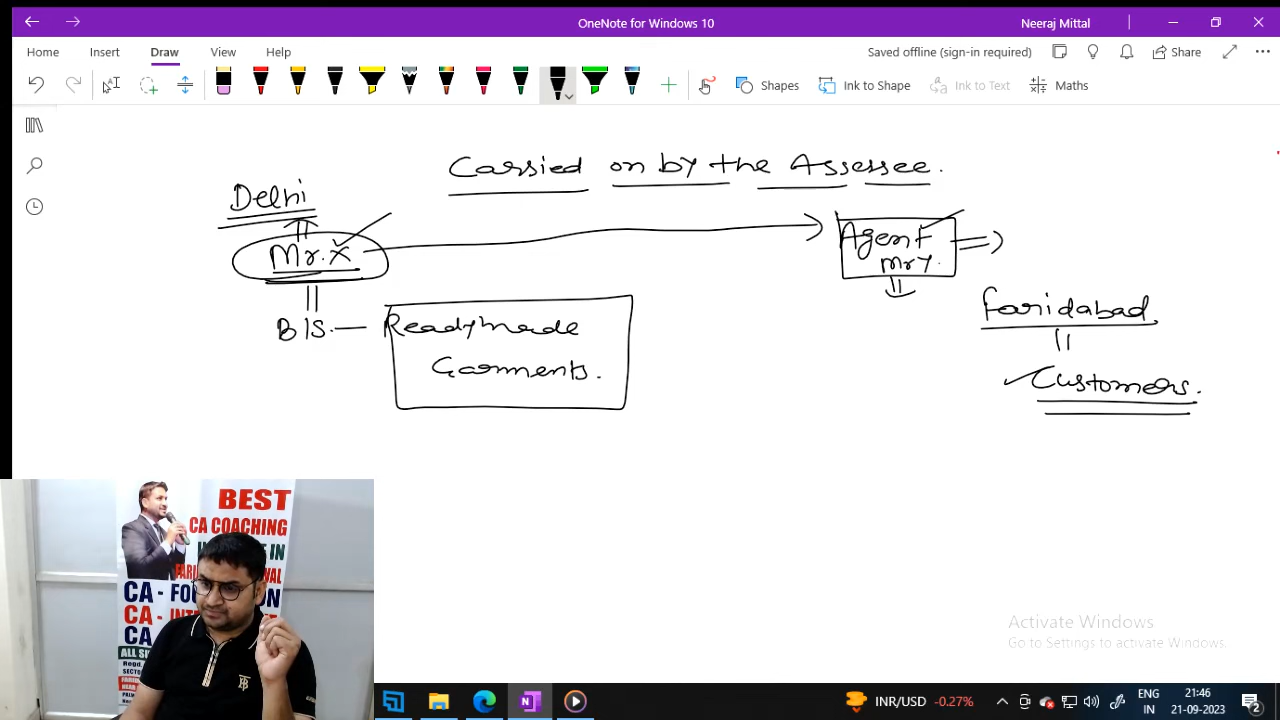 OneNote for Windows 10
Neeraj Mittal
Home Insert Draw View Help
Saved offline (sign-in required)
Share
Shapes
Ink to Shape
Ink to Text
Maths
Carried on by the Assessee.
Delhi
Mr. X
Agent
Mr Y.
B/S. — Readymade
Garments.
Faridabad
Customers.
BEST
CA COACHING
IN
CA - FO
CA
CA
Activate Windows
Go to Settings to activate Windows.
INR/USD -0.27%
ENG
IN
21:46
21-09-2023
2